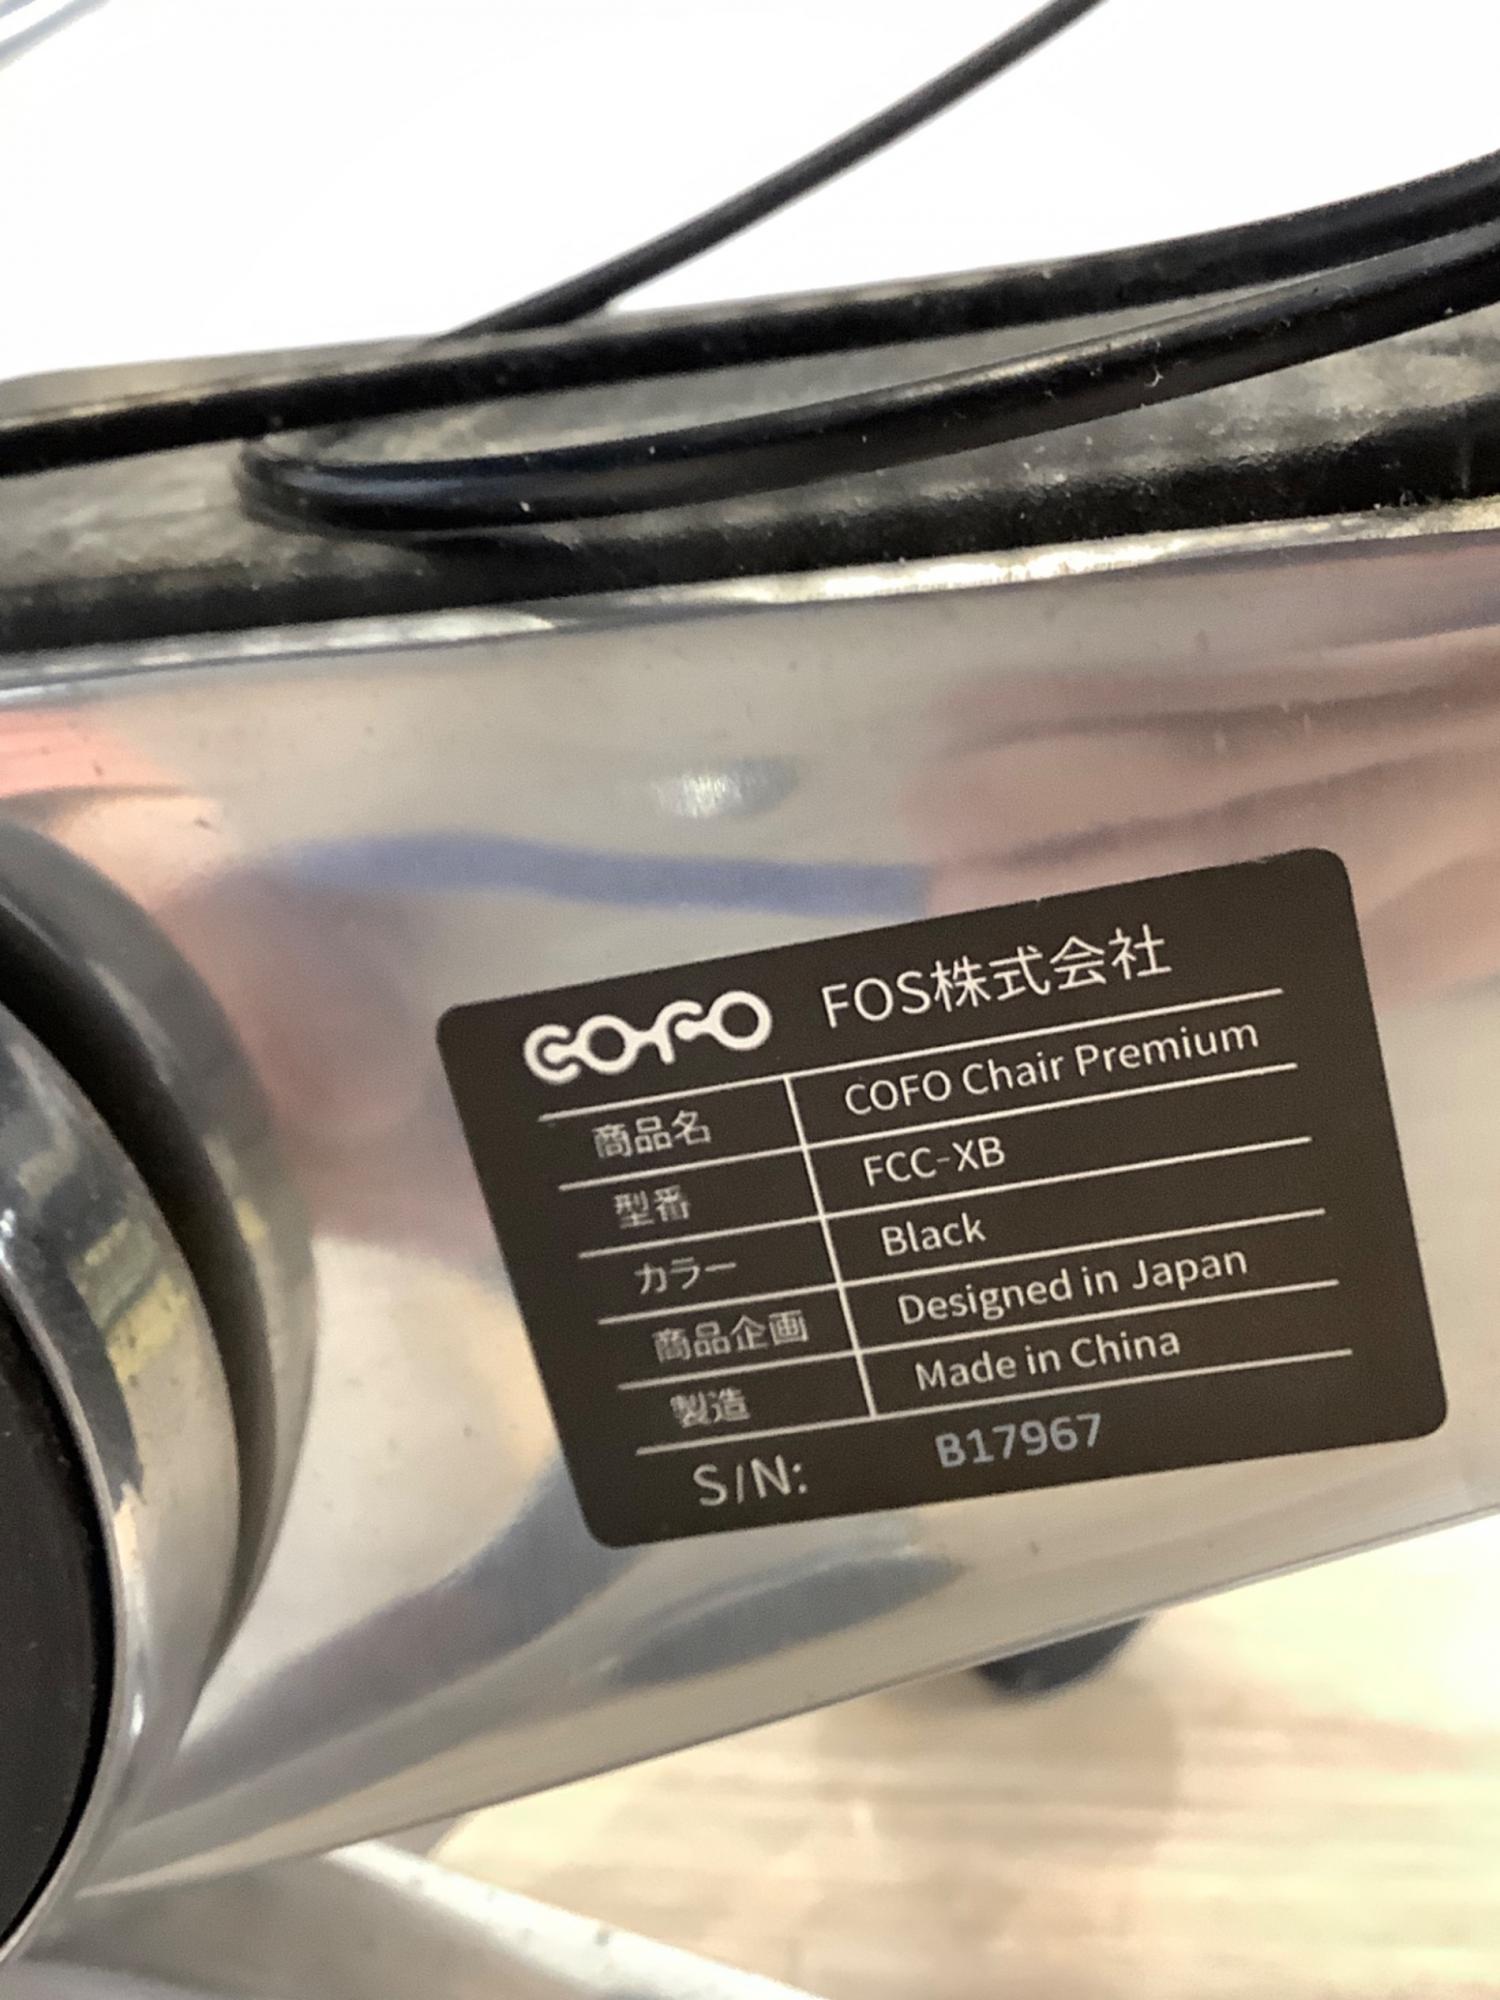 COFO FOS株式会社
商品名 COFO Chair Premium
型番 FCC-XB
カラー Black
商品企画 Designed in Japan
製造 Made in China
S/N: B17967